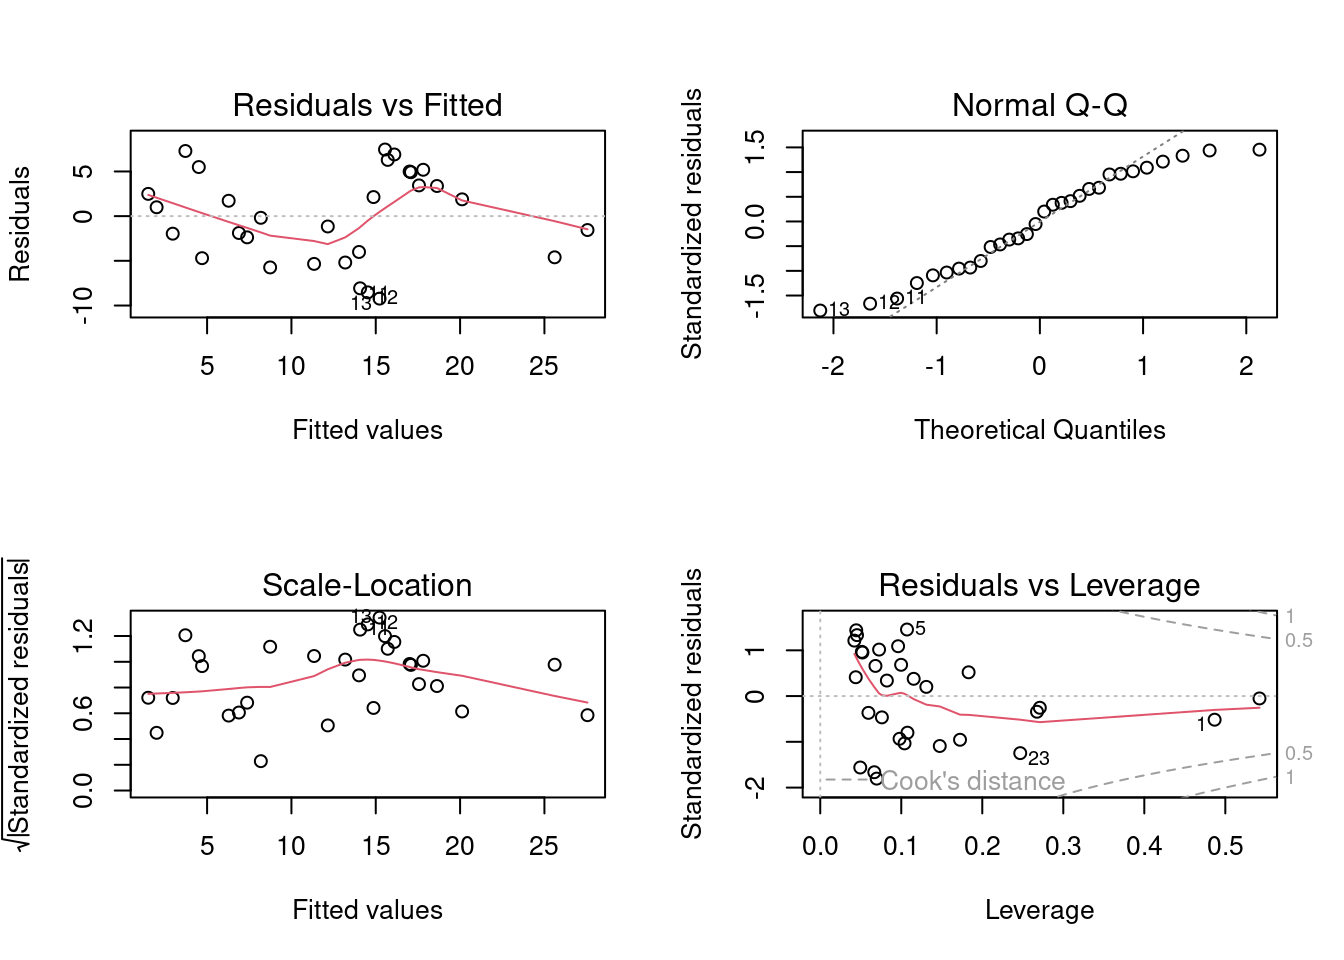 Residuals vs Fitted
Residuals
-10 0 5
13 11 12
5 10 15 20 25
Fitted values
Normal Q-Q
Standardized residuals
-1.5 0.0 1.5
13 12 11
-2 -1 0 1 2
Theoretical Quantiles
Scale-Location
√|Standardized residuals|
0.0 0.6 1.2
13 11 12
5 10 15 20 25
Fitted values
Residuals vs Leverage
Standardized residuals
-2 0 1
5
1
23
Cook's distance
1
0.5
0.5
1
0.0 0.1 0.2 0.3 0.4 0.5
Leverage